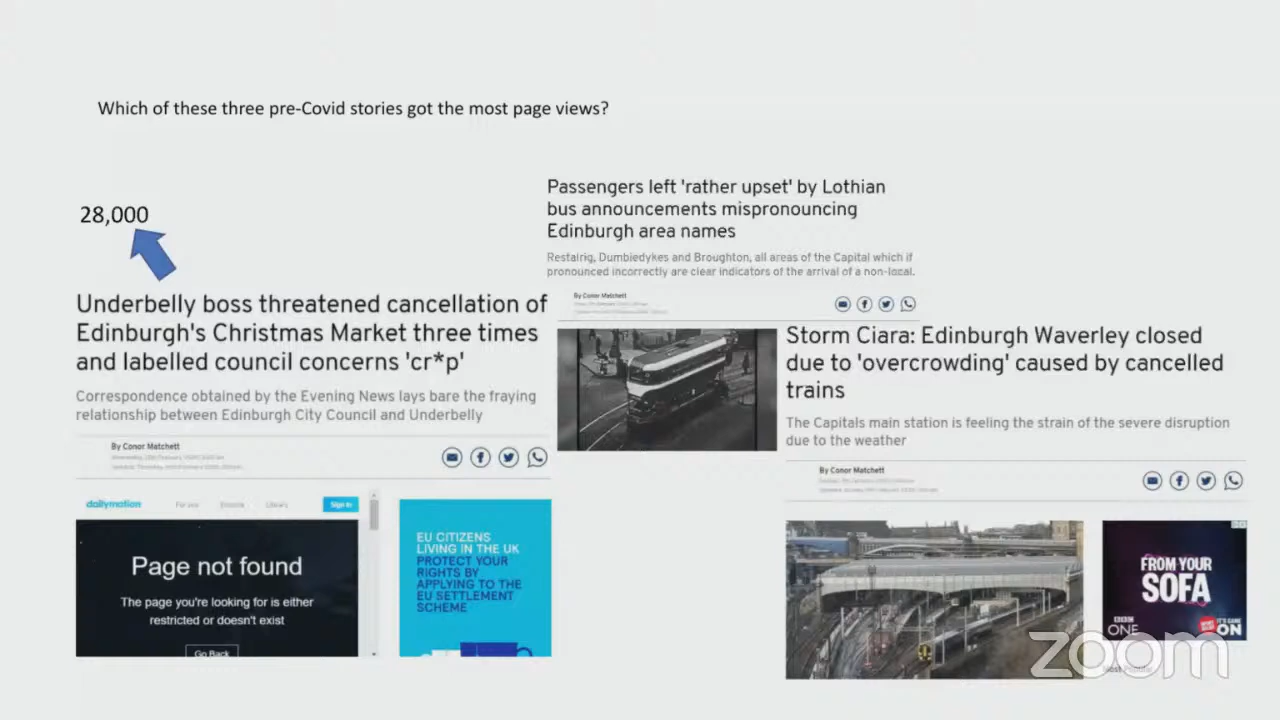 Which of these three pre-Covid stories got the most page views?
28,000
Underbelly boss threatened cancellation of
Edinburgh's Christmas Market three times
and labelled council concerns 'cr*p'
Correspondence obtained by the Evening News lays bare the fraying
relationship between Edinburgh City Council and Underbelly
By Conor Matchett
dailymotion
Library
Sign in
Page not found
The page you're looking for is either
restricted or doesn't exist
Go Back
EU CITIZENS
LIVING IN THE UK
PROTECT YOUR
RIGHTS BY
APPLYING TO THE
EU SETTLEMENT
SCHEME
Passengers left 'rather upset' by Lothian
bus announcements mispronouncing
Edinburgh area names
Restairig, Dumbiedykes and Broughton, all areas of the Capital which if
pronounced incorrectly are clear indicators of the arrival of a non-local.
By Conor Matchett
Storm Ciara: Edinburgh Waverley closed
due to 'overcrowding' caused by cancelled
trains
The Capitals main station is feeling the strain of the severe disruption
due to the weather
By Conor Matchett
FROM YOUR
SOFA
BBC
ONE
IT'S GAME
ON
Most Popular
zoom